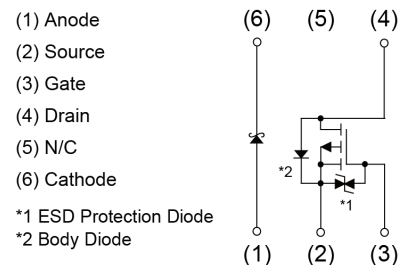 (1) Anode
(2) Source
(3) Gate
(4) Drain
(5) N/C
(6) Cathode
*1 ESD Protection Diode
*2 Body Diode
(6) (5) (4)
*2
*1
(1) (2) (3)